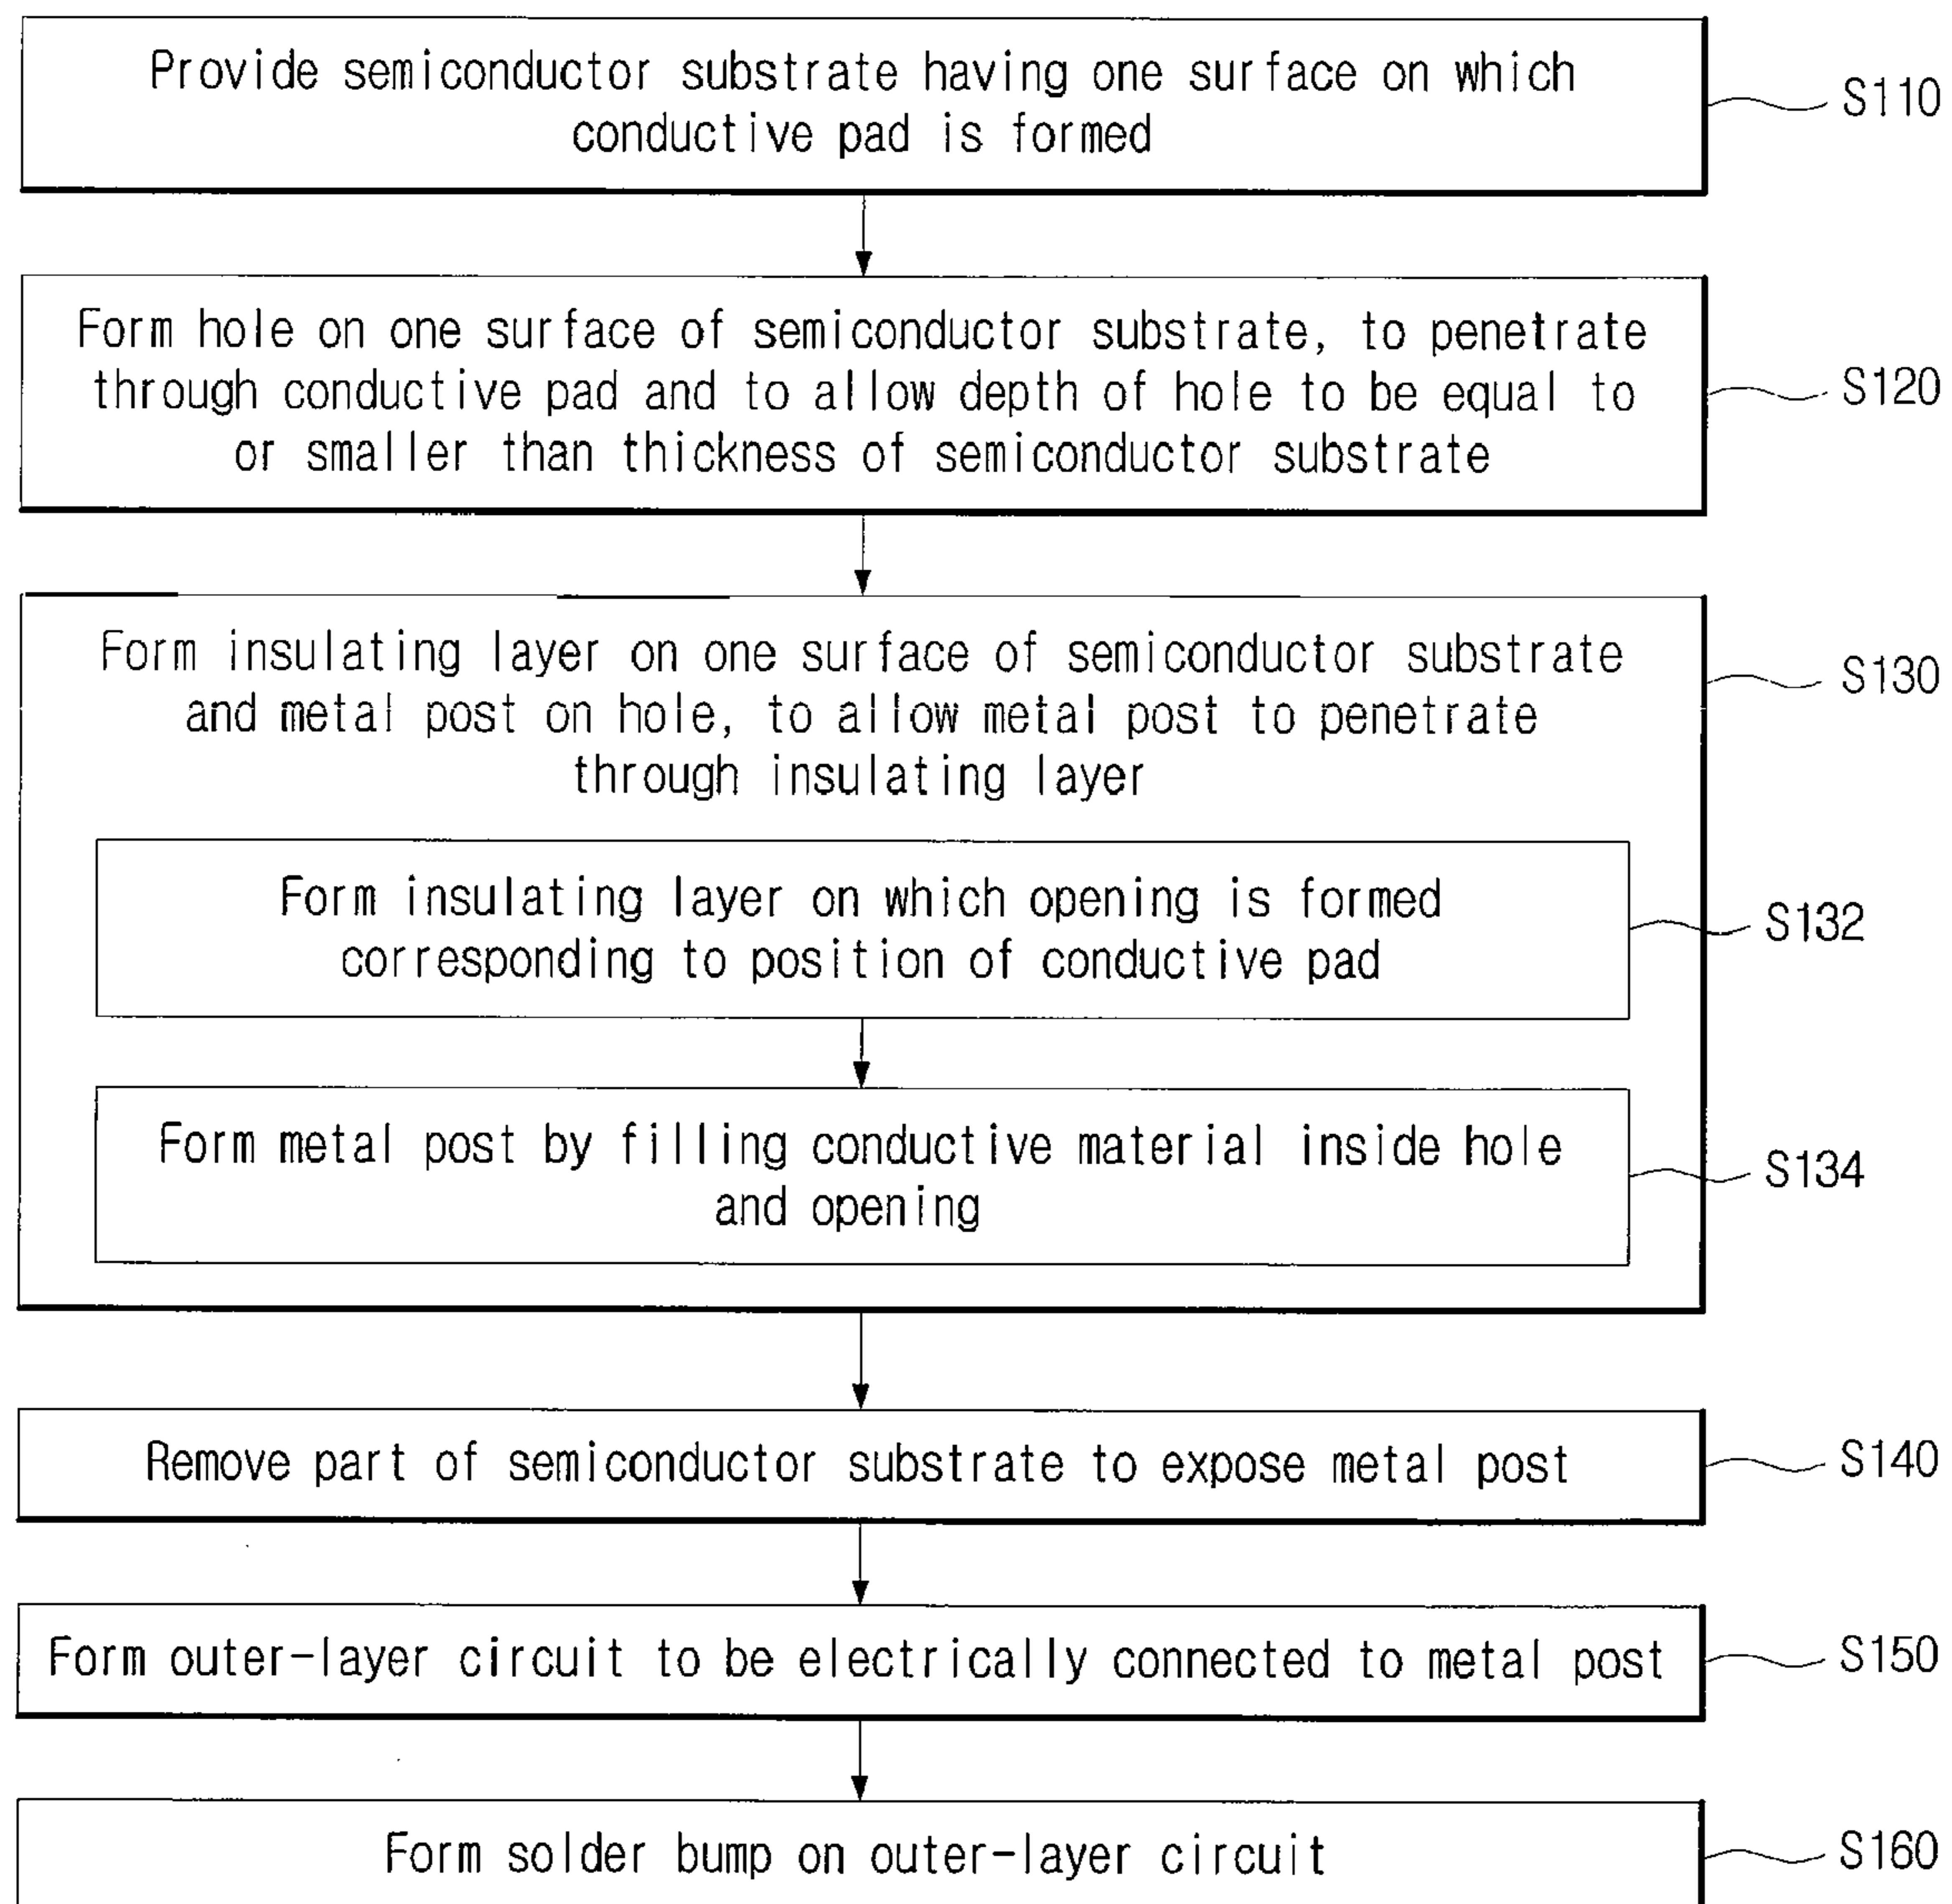 Provide semiconductor substrate having one surface on which
conductive pad is formed
S110
Form hole on one surface of semiconductor substrate, to penetrate
through conductive pad and to allow depth of hole to be equal to
or smaller than thickness of semiconductor substrate
S120
Form insulating layer on one surface of semiconductor substrate
and metal post on hole, to allow metal post to penetrate
through insulating layer
S130
Form insulating layer on which opening is formed
corresponding to position of conductive pad
S132
Form metal post by filling conductive material inside hole
and opening
S134
Remove part of semiconductor substrate to expose metal post
S140
Form outer-layer circuit to be electrically connected to metal post
S150
Form solder bump on outer-layer circuit
S160